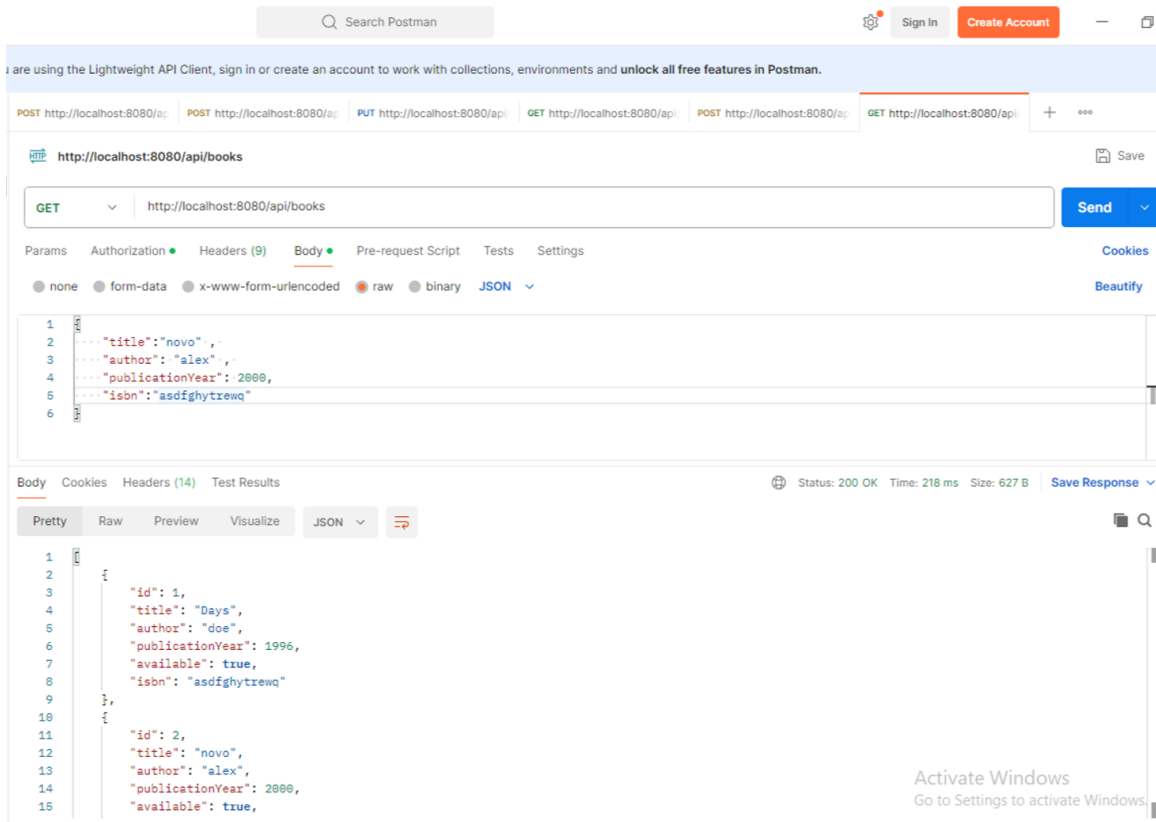 Search Postman
Sign In
Create Account
are using the Lightweight API Client, sign in or create an account to work with collections, environments and unlock all free features in Postman.
POST http://localhost:8080/ap POST http://localhost:8080/ap PUT http://localhost:8080/api GET http://localhost:8080/api POST http://localhost:8080/ap GET http://localhost:8080/api
HTTP http://localhost:8080/api/books
Save
GET http://localhost:8080/api/books
Send
Params Authorization Headers (9) Body Pre-request Script Tests Settings Cookies
none form-data x-www-form-urlencoded raw binary JSON Beautify
1 {
2 ····"title":"novo"·,·
3 ····"author":·"alex"·,·
4 ····"publicationYear":·2000,
5 ····"isbn":"asdfghytrewq"
6 }
Body Cookies Headers (14) Test Results Status: 200 OK Time: 218 ms Size: 627 B Save Response
Pretty Raw Preview Visualize JSON
1 [
2 {
3 "id": 1,
4 "title": "Days",
5 "author": "doe",
6 "publicationYear": 1996,
7 "available": true,
8 "isbn": "asdfghytrewq"
9 },
10 {
11 "id": 2,
12 "title": "novo",
13 "author": "alex",
14 "publicationYear": 2000,
15 "available": true,
Activate Windows
Go to Settings to activate Windows.